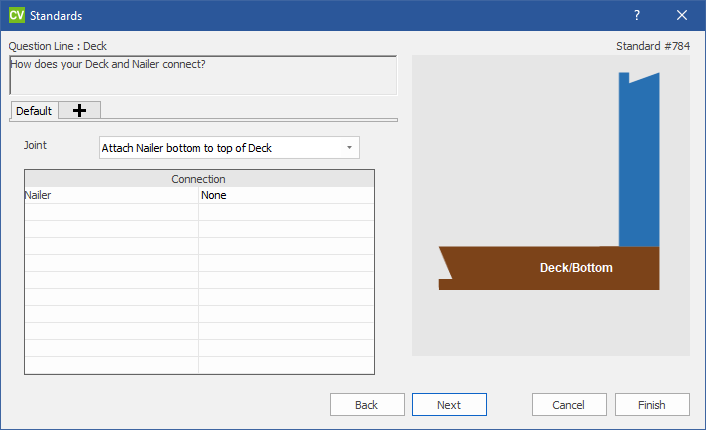 CV Standards ?
Question Line : Deck Standard #784
How does your Deck and Nailer connect?
Default
Joint Attach Nailer bottom to top of Deck
Connection
Nailer None
Deck/Bottom
Back Next Cancel Finish